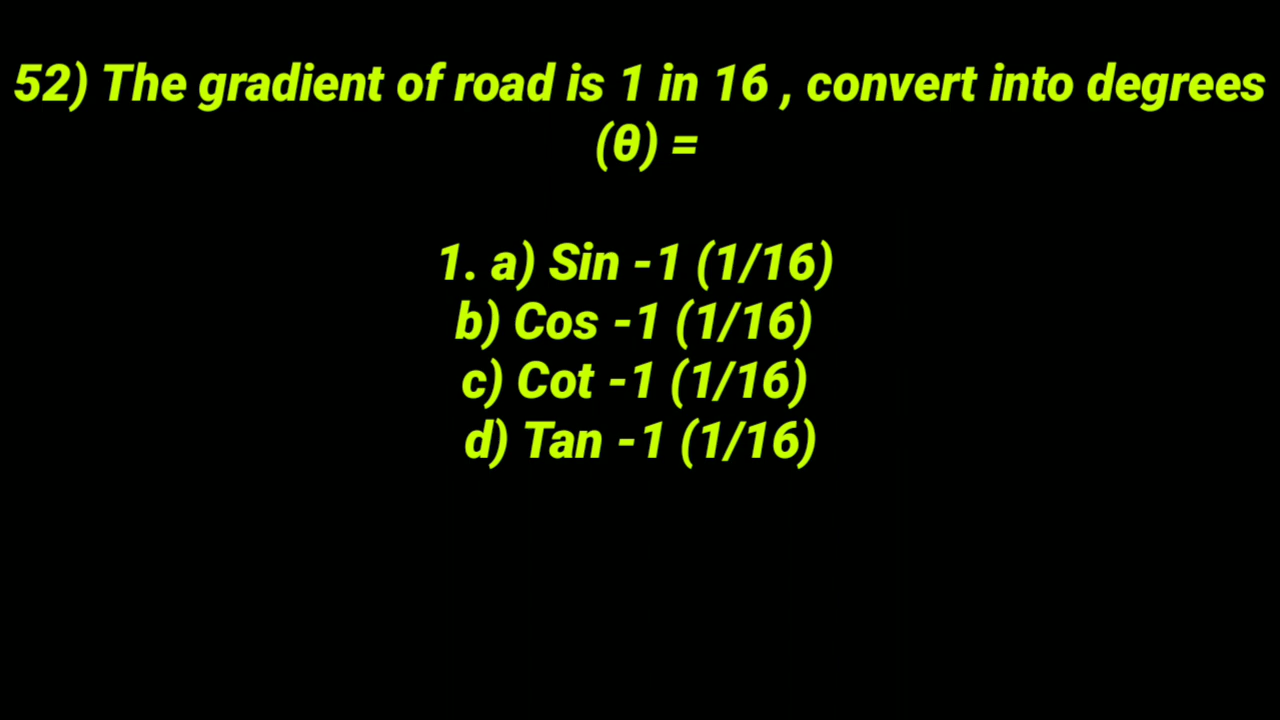 52) The gradient of road is 1 in 16 , convert into degrees
(θ) =
1. a) Sin -1 (1/16)
b) Cos -1 (1/16)
c) Cot -1 (1/16)
d) Tan -1 (1/16)